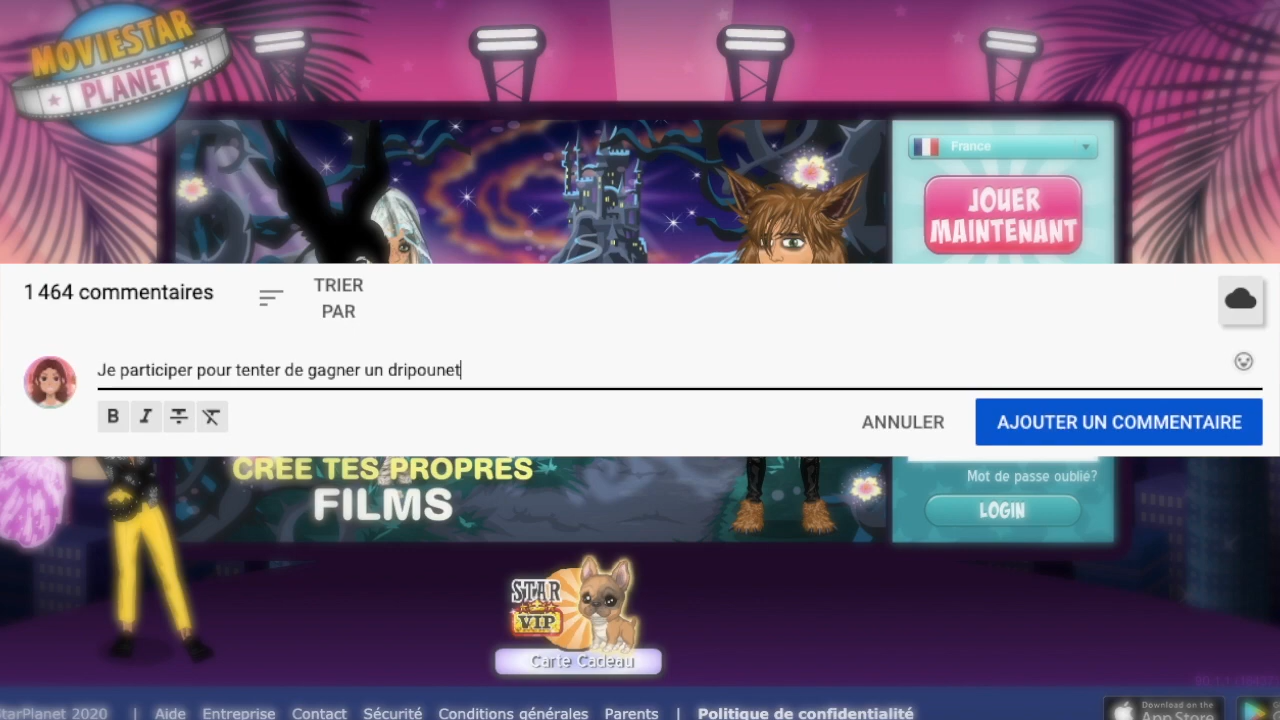 MOVIESTAR
PLANET
France
JOUER
MAINTENANT
1 464 commentaires
TRIER
PAR
Je participer pour tenter de gagner un dripounet
B I
ANNULER
AJOUTER UN COMMENTAIRE
CRÉE TES PROPRES
FILMS
Mot de passe oublié?
LOGIN
STAR
VIP
Carte Cadeau
tarPlanet 2020 | Aide Entreprise Contact Sécurité Conditions générales Parents | Politique de confidentialité
Download on the
App Store